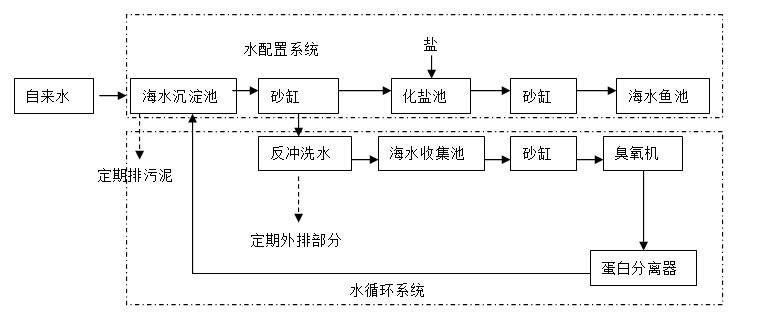 水配置系统
盐
自来水
海水沉淀池
砂缸
化盐池
砂缸
海水鱼池
反冲洗水
海水收集池
砂缸
臭氧机
定期排污泥
定期外排部分
蛋白分离器
水循环系统